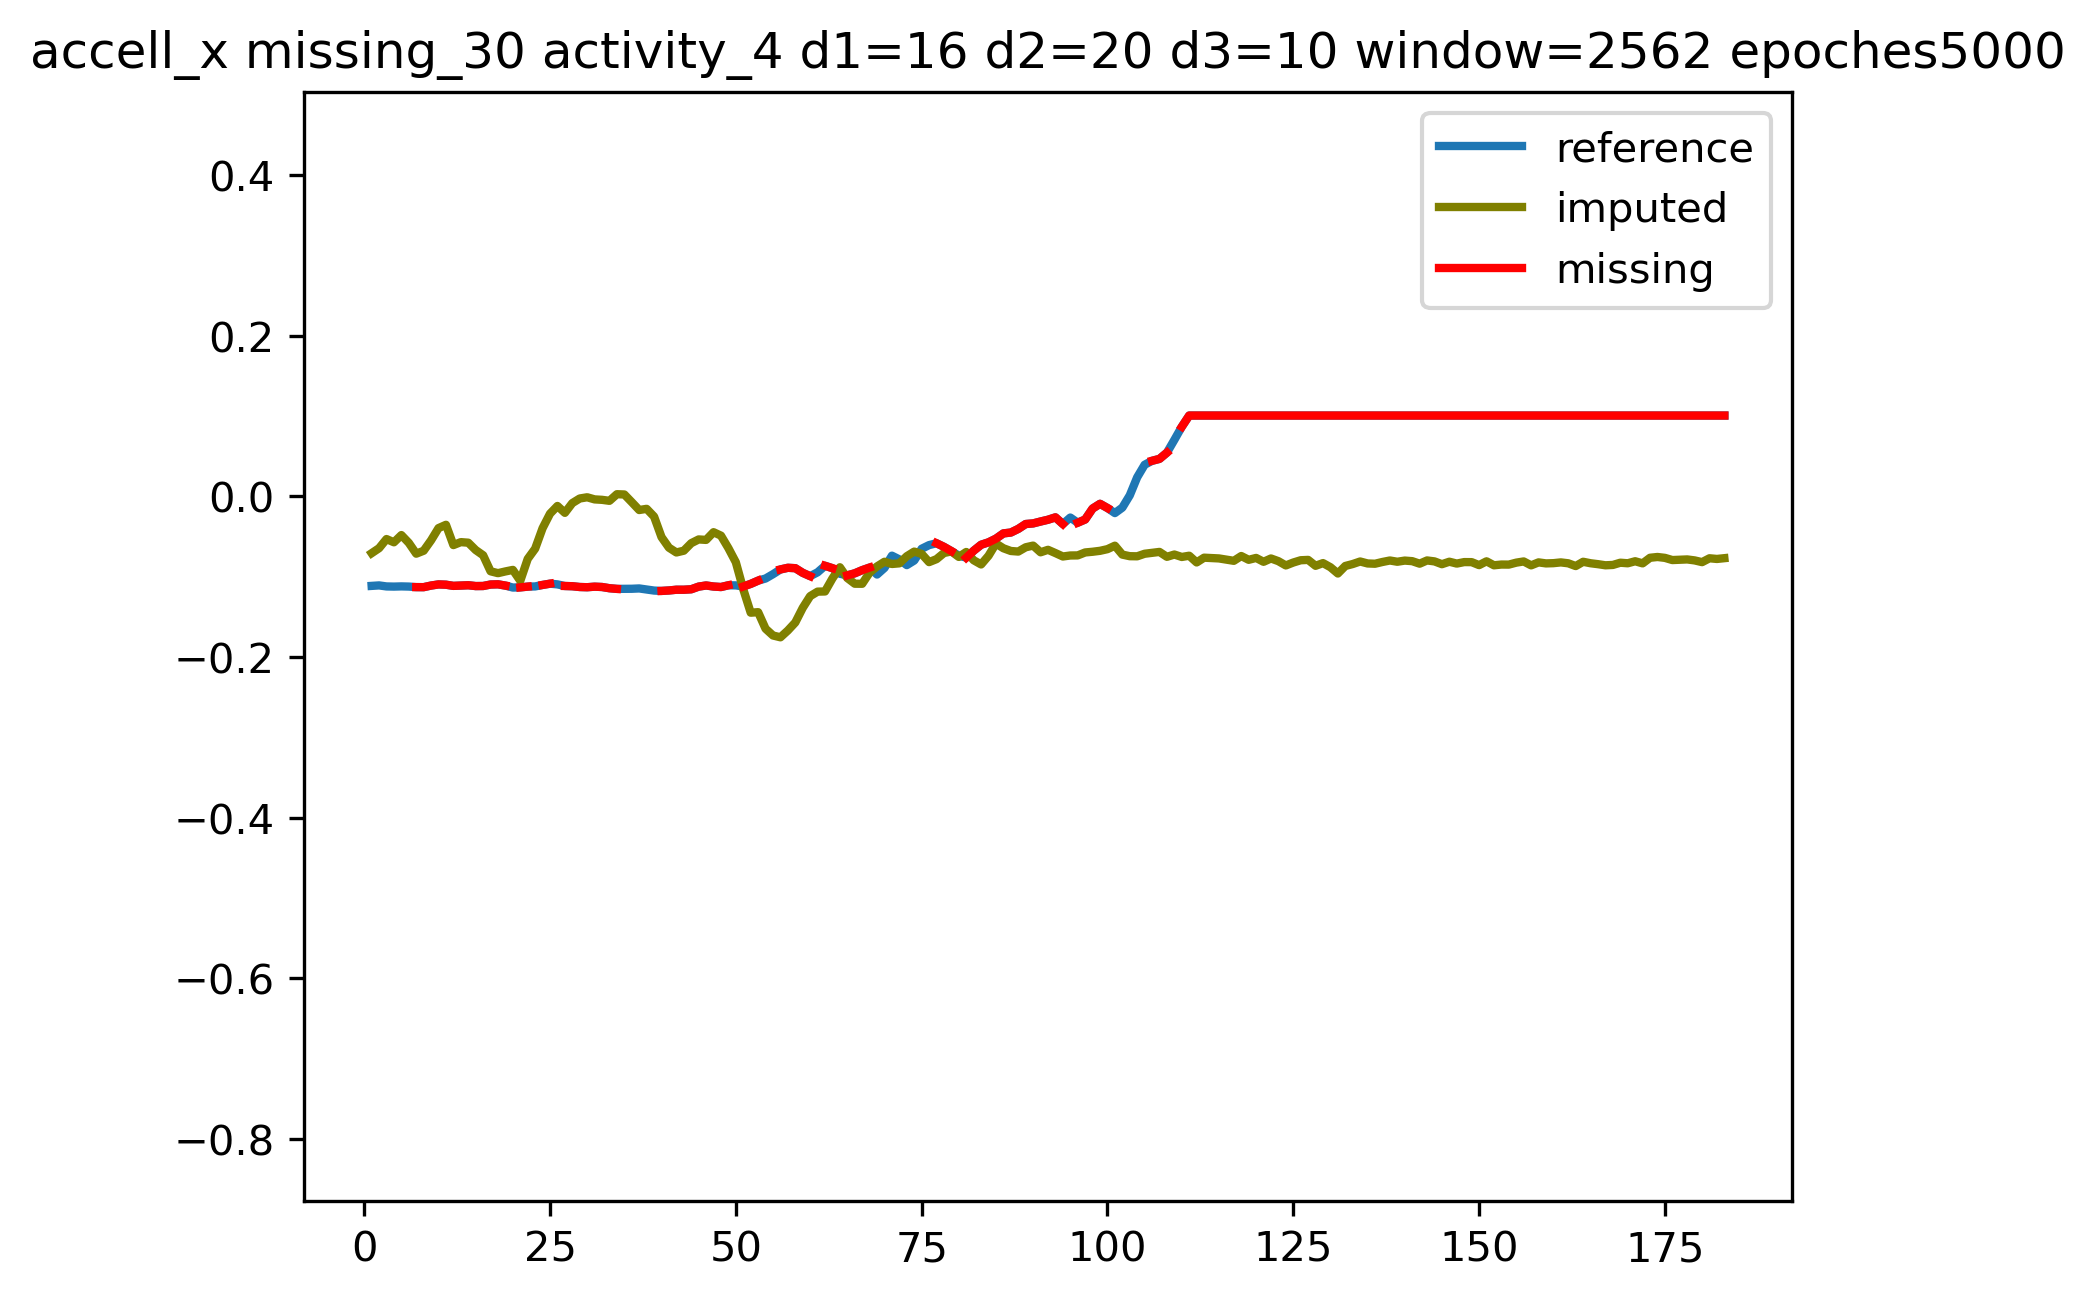 accell_x missing_30 activity_4 d1=16 d2=20 d3=10 window=2562 epoches5000
reference
imputed
missing
0.4
0.2
0.0
−0.2
−0.4
−0.6
−0.8
0 25 50 75 100 125 150 175